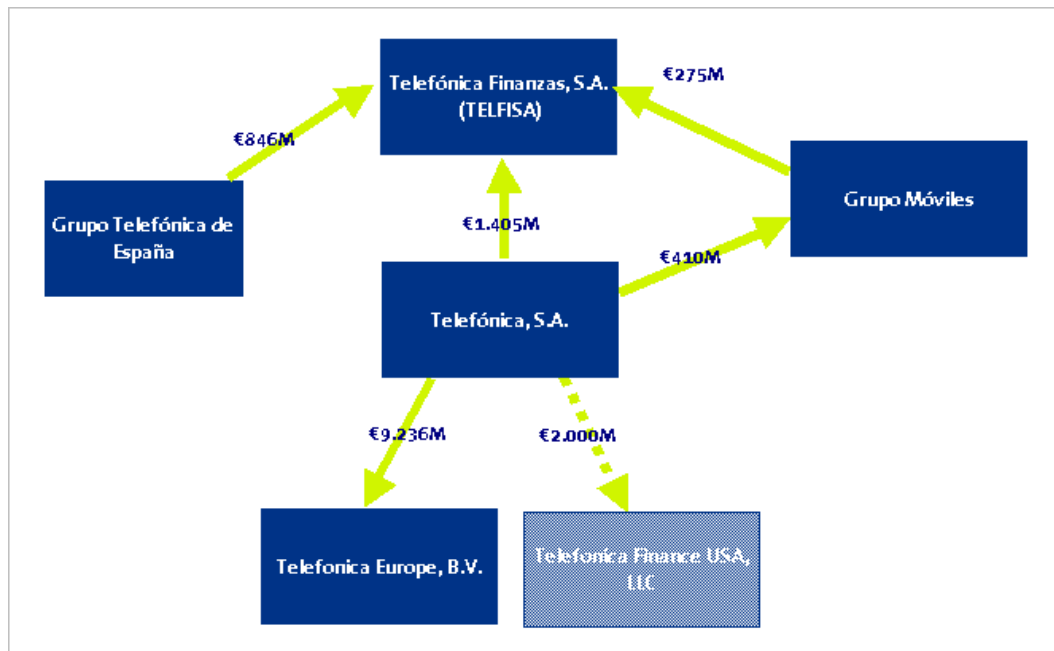 Telefónica Finanzas, S.A.
(TELFISA)
€275M
€846M
Grupo Telefónica de
España
Grupo Móviles
€1.405M
€410M
Telefónica, S.A.
€9.236M
€2.000M
Telefonica Europe, B.V.
Telefonica Finance USA,
LLC